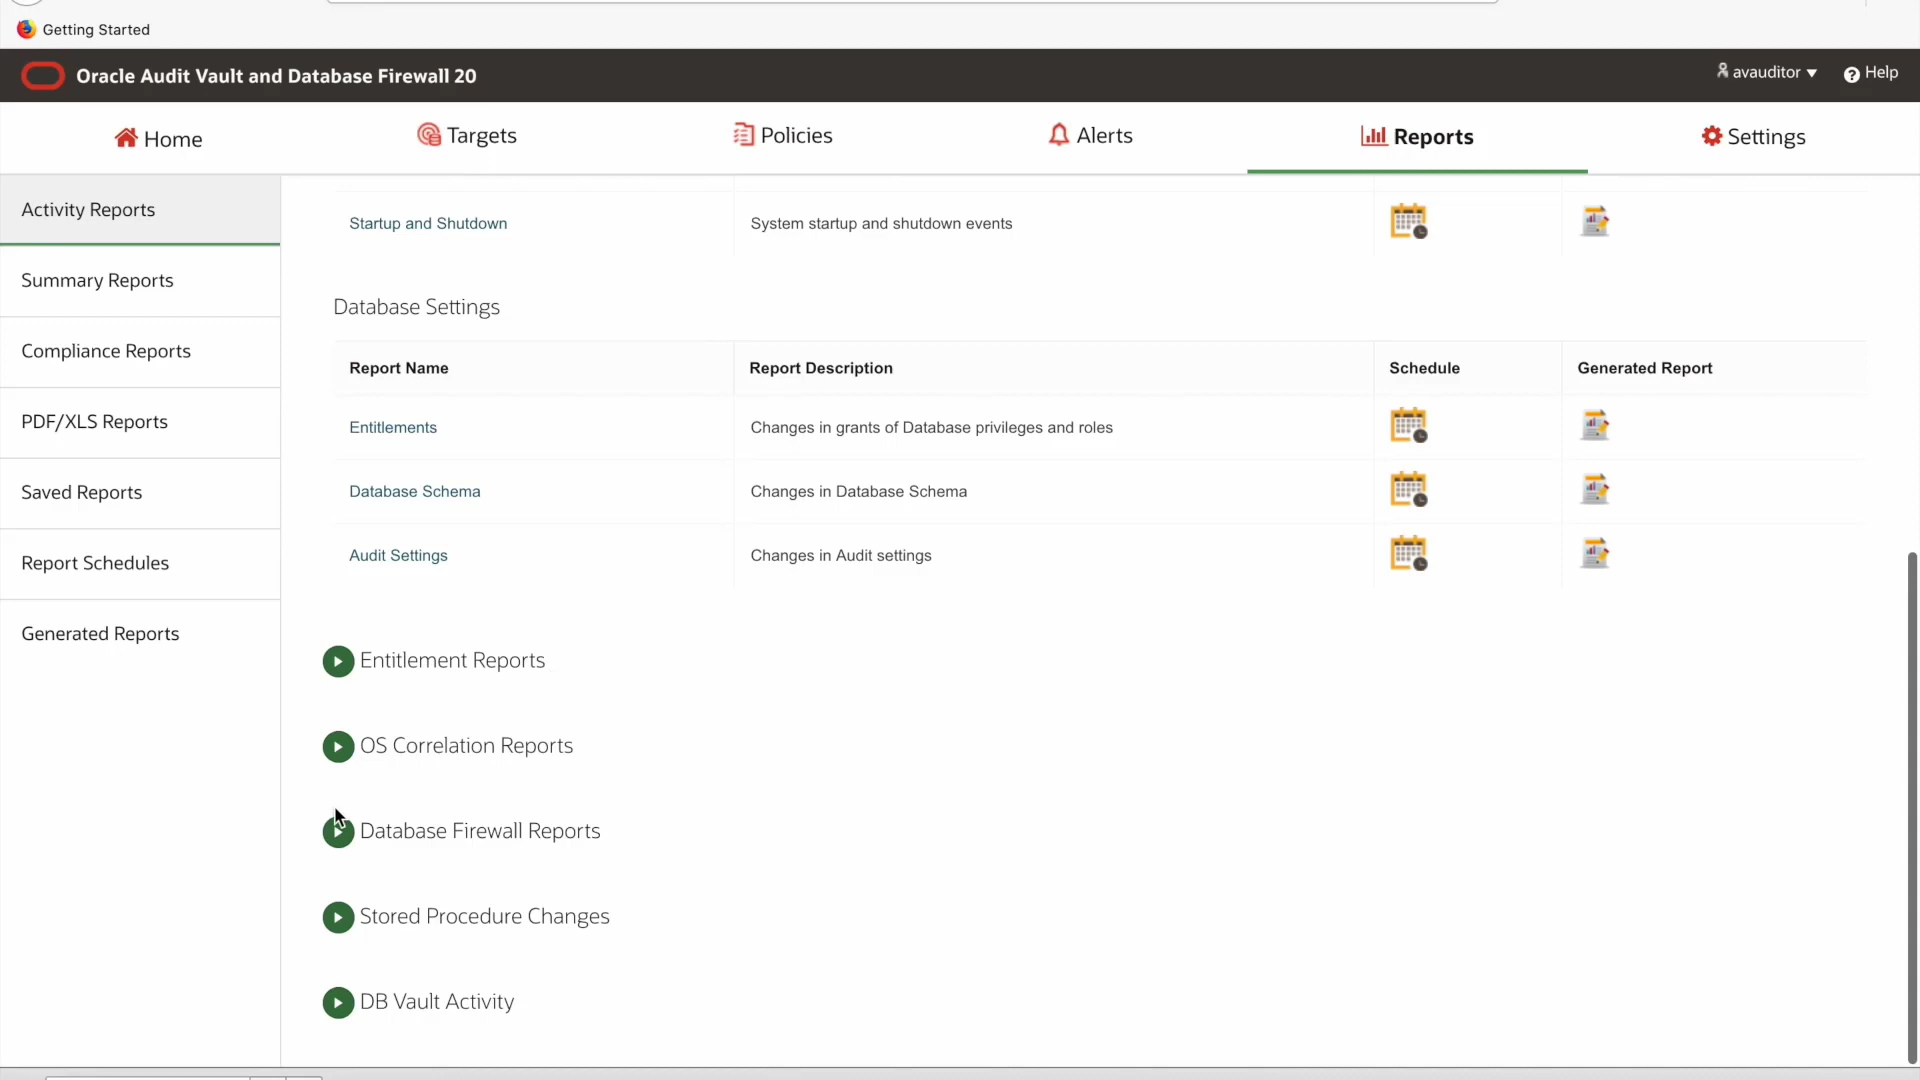 Getting Started
Oracle Audit Vault and Database Firewall 20
avauditor
Help
Home
Targets
Policies
Alerts
Reports
Settings
Activity Reports
Summary Reports
Compliance Reports
PDF/XLS Reports
Saved Reports
Report Schedules
Generated Reports
Startup and Shutdown
System startup and shutdown events
Database Settings
Report Name
Report Description
Schedule
Generated Report
Entitlements
Changes in grants of Database privileges and roles
Database Schema
Changes in Database Schema
Audit Settings
Changes in Audit settings
Entitlement Reports
OS Correlation Reports
Database Firewall Reports
Stored Procedure Changes
DB Vault Activity